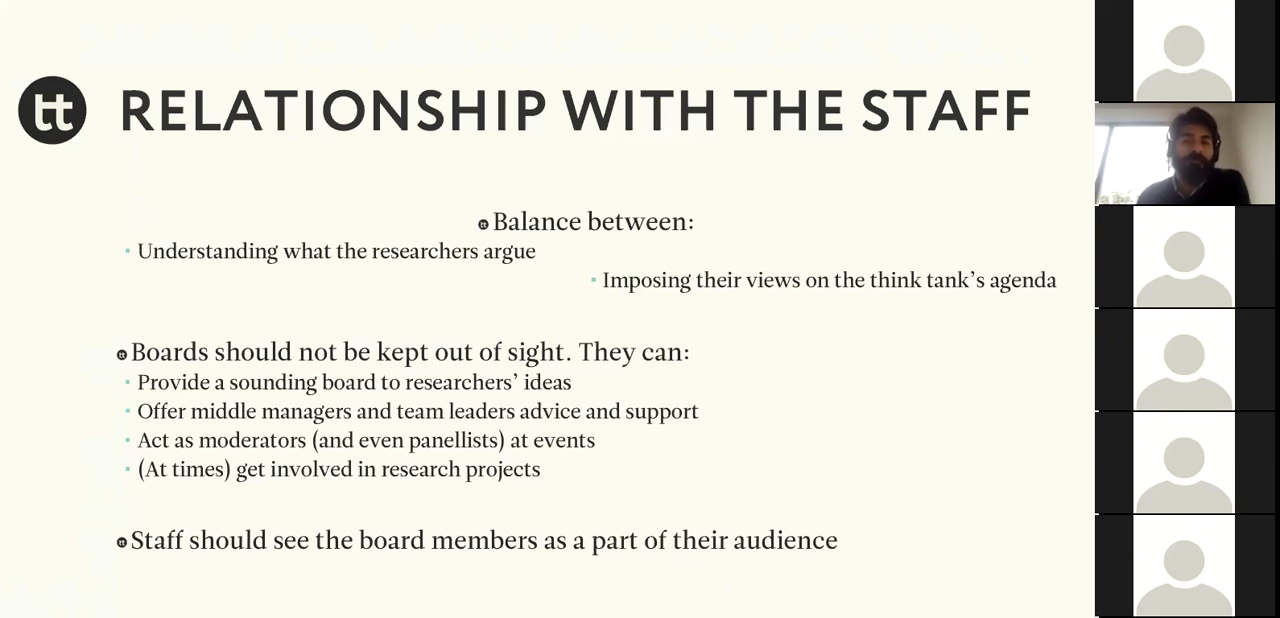 tt RELATIONSHIP WITH THE STAFF
Balance between:
Understanding what the researchers argue
Imposing their views on the think tank’s agenda
Boards should not be kept out of sight. They can:
Provide a sounding board to researchers’ ideas
Offer middle managers and team leaders advice and support
Act as moderators (and even panellists) at events
(At times) get involved in research projects
Staff should see the board members as a part of their audience